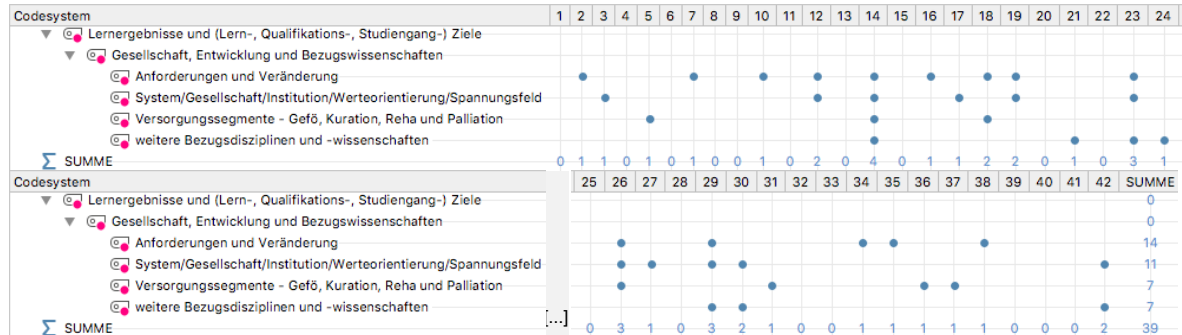 Codesystem 1 2 3 4 5 6 7 8 9 10 11 12 13 14 15 16 17 18 19 20 21 22 23 24
Lernergebnisse und (Lern-, Qualifikations-, Studiengang-) Ziele
Gesellschaft, Entwicklung und Bezugswissenschaften
Anforderungen und Veränderung
System/Gesellschaft/Institution/Werteorientierung/Spannungsfeld
Versorgungssegmente - Gefö, Kuration, Reha und Palliation
weitere Bezugsdisziplinen und -wissenschaften
Σ SUMME 0 1 1 0 1 0 1 0 0 1 0 2 0 4 0 1 1 2 2 0 1 0 3 1
Codesystem 25 26 27 28 29 30 31 32 33 34 35 36 37 38 39 40 41 42 SUMME
Lernergebnisse und (Lern-, Qualifikations-, Studiengang-) Ziele 0
Gesellschaft, Entwicklung und Bezugswissenschaften 0
Anforderungen und Veränderung 14
System/Gesellschaft/Institution/Werteorientierung/Spannungsfeld 11
Versorgungssegmente - Gefö, Kuration, Reha und Palliation 7
weitere Bezugsdisziplinen und -wissenschaften 7
Σ SUMME [...] 0 3 1 0 3 2 1 0 0 1 1 1 1 1 0 0 0 2 39